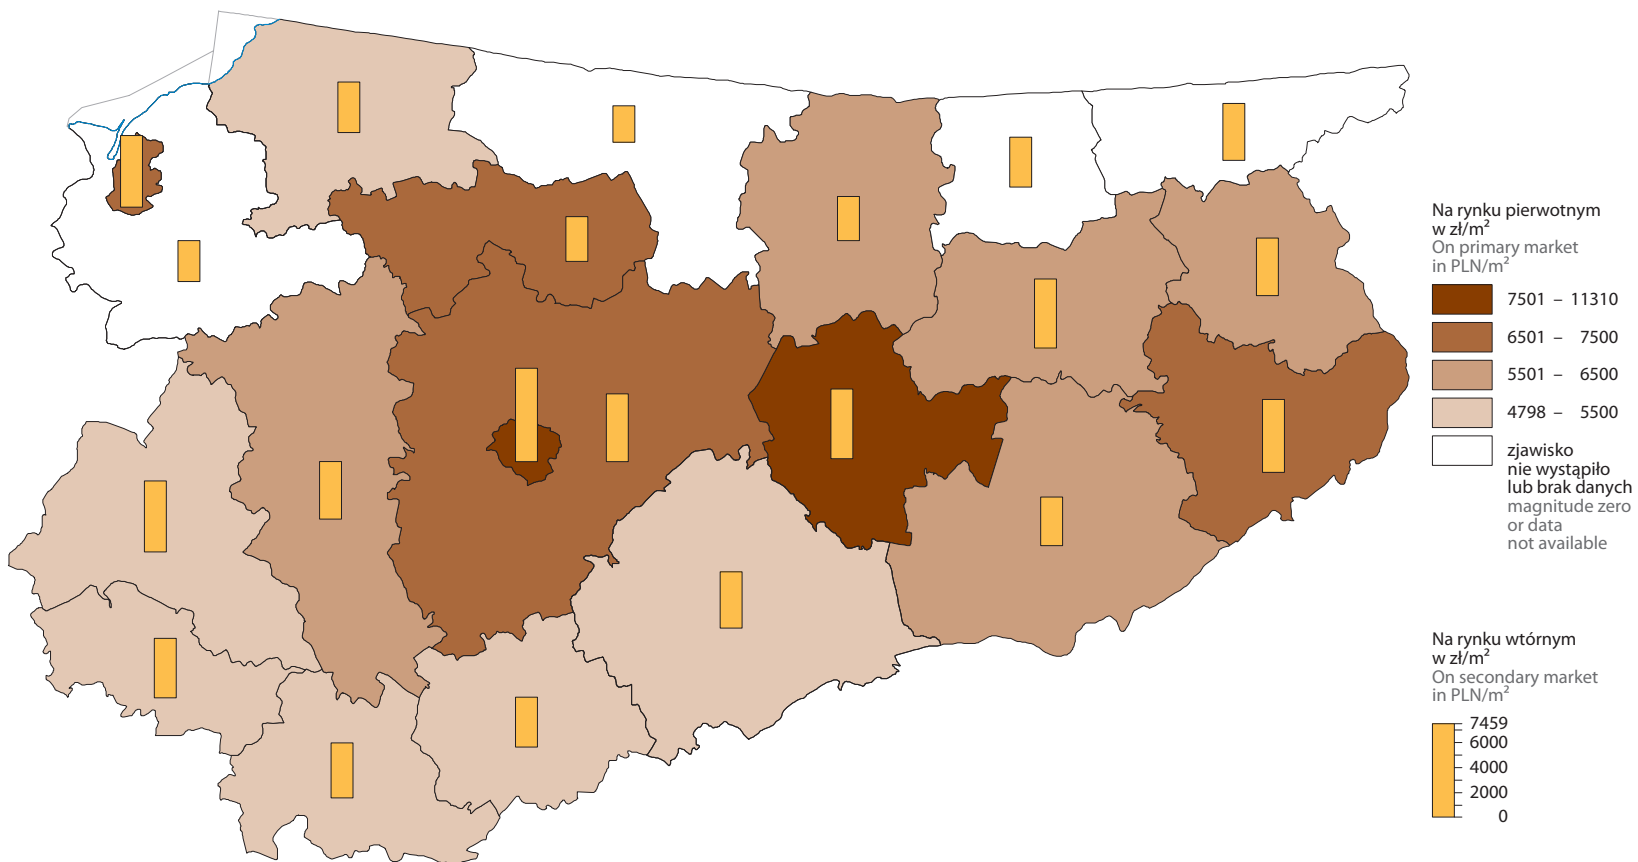 Na rynku pierwotnym
w zł/m²
On primary market
in PLN/m²
7501 – 11310
6501 – 7500
5501 – 6500
4798 – 5500
zjawisko
nie wystąpiło
lub brak danych
magnitude zero
or data
not available
Na rynku wtórnym
w zł/m²
On secondary market
in PLN/m²
7459
6000
4000
2000
0